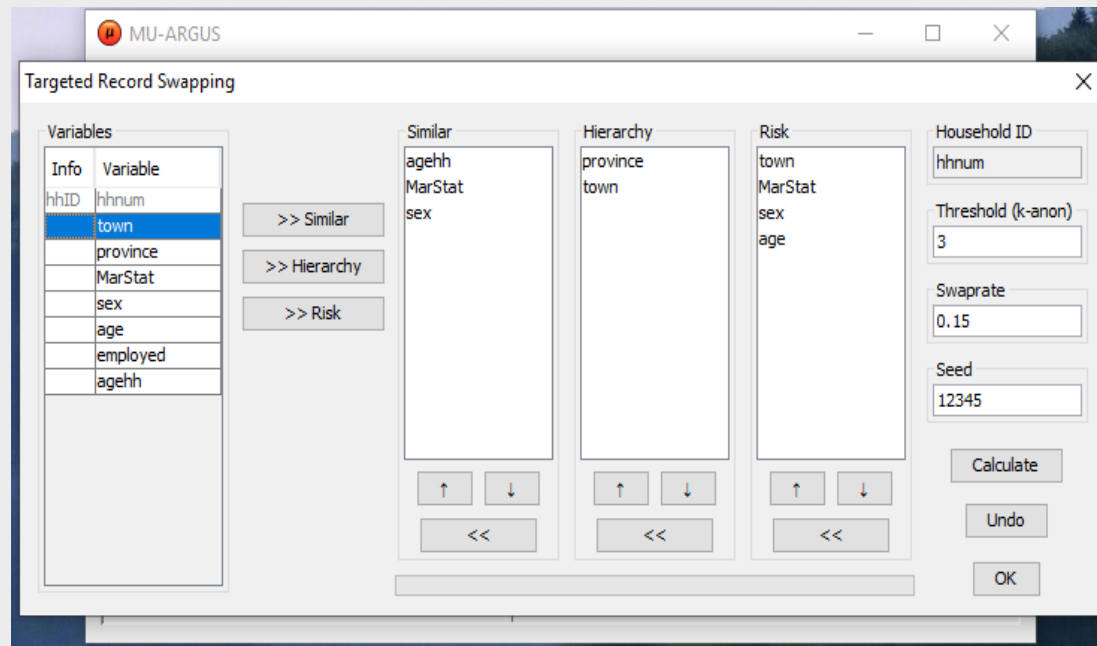 µ MU-ARGUS
Targeted Record Swapping
Variables
Info Variable
hhID hhnum
town
province
MarStat
sex
age
employed
agehh
>> Similar
>> Hierarchy
>> Risk
Similar
agehh
MarStat
sex
↑ ↓
<<
Hierarchy
province
town
↑ ↓
<<
Risk
town
MarStat
sex
age
↑ ↓
<<
Household ID
hhnum
Threshold (k-anon)
3
Swaprate
0.15
Seed
12345
Calculate
Undo
OK